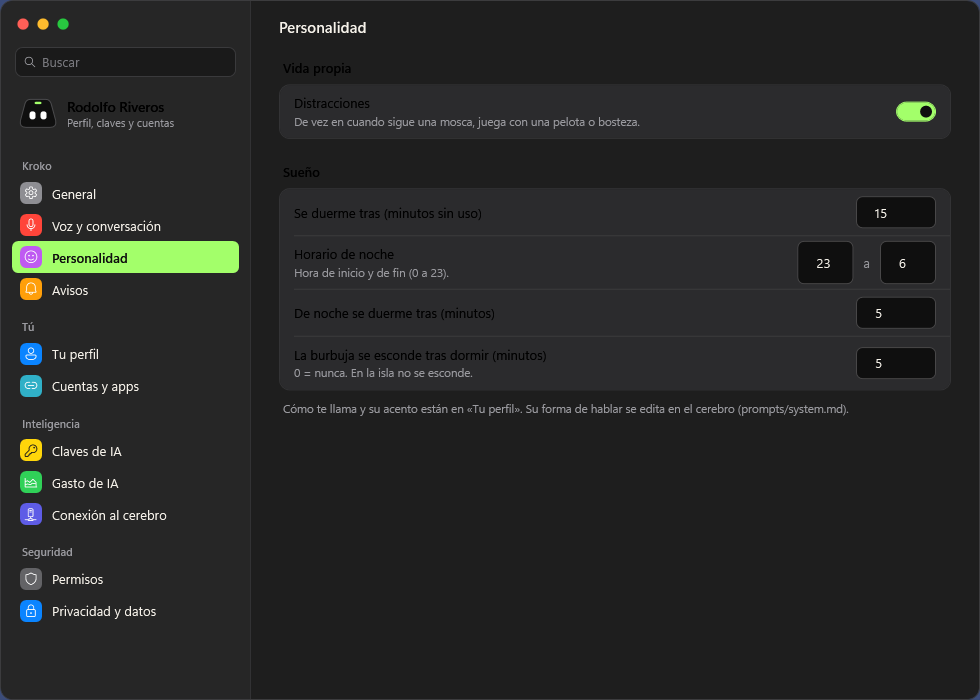 Personalidad
Buscar
Rodolfo Riveros
Perfil, claves y cuentas
Kroko
General
Voz y conversación
Personalidad
Avisos
Tú
Tu perfil
Cuentas y apps
Inteligencia
Claves de IA
Gasto de IA
Conexión al cerebro
Seguridad
Permisos
Privacidad y datos
Vida propia
Distracciones
De vez en cuando sigue una mosca, juega con una pelota o bosteza.
Sueño
Se duerme tras (minutos sin uso)
15
Horario de noche
Hora de inicio y de fin (0 a 23).
23 a 6
De noche se duerme tras (minutos)
5
La burbuja se esconde tras dormir (minutos)
0 = nunca. En la isla no se esconde.
5
Cómo te llama y su acento están en «Tu perfil». Su forma de hablar se edita en el cerebro (prompts/system.md).